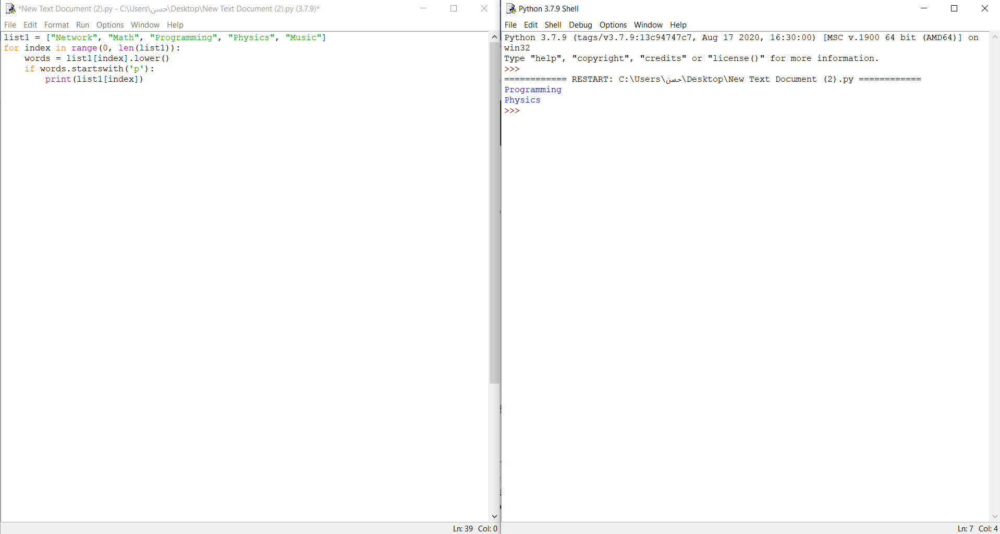 *New Text Document (2).py - C:\Users\حسن\Desktop\New Text Document (2).py (3.7.9)*
File Edit Format Run Options Window Help
list1 = ["Network", "Math", "Programming", "Physics", "Music"]
for index in range(0, len(list1)):
    words = list1[index].lower()
    if words.startswith('p'):
        print(list1[index])
Ln: 39 Col: 0
Python 3.7.9 Shell
File Edit Shell Debug Options Window Help
Python 3.7.9 (tags/v3.7.9:13c94747c7, Aug 17 2020, 16:30:00) [MSC v.1900 64 bit (AMD64)] on
win32
Type "help", "copyright", "credits" or "license()" for more information.
>>>
============ RESTART: C:\Users\حسن\Desktop\New Text Document (2).py ============
Programming
Physics
>>>
Ln: 7 Col: 4